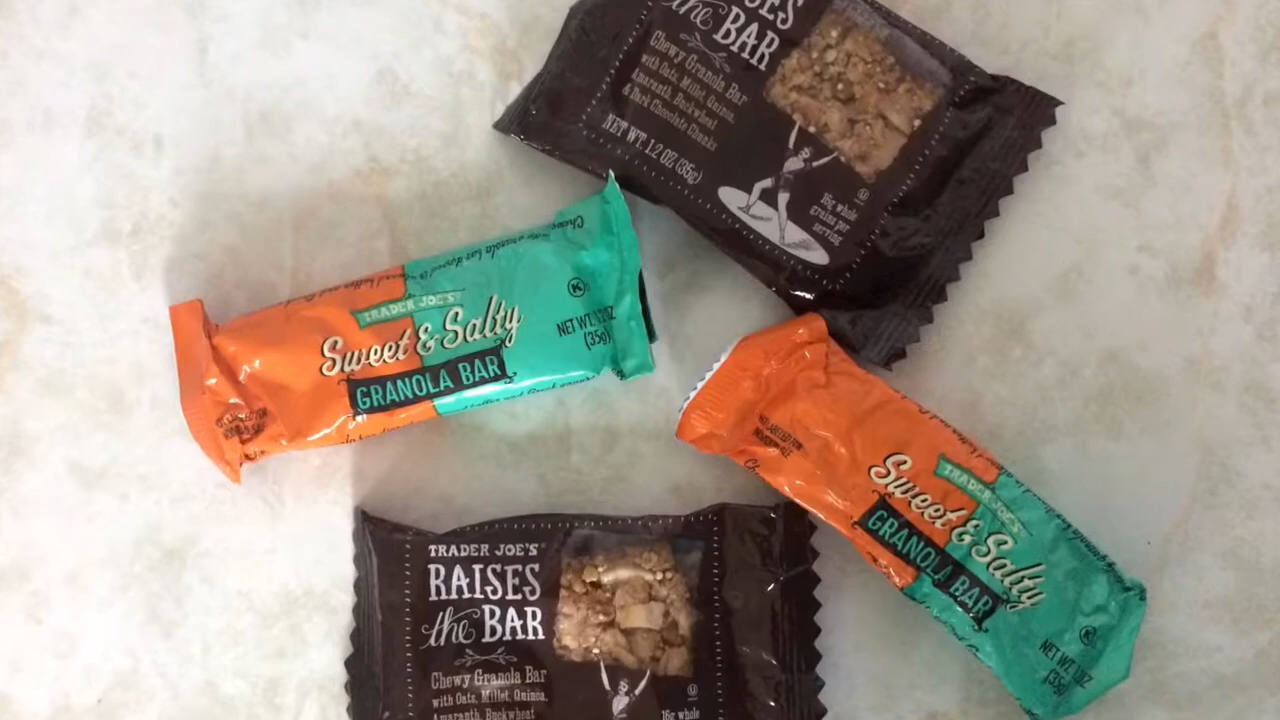 RAISES
the BAR
Chewy Granola Bar
with Oats, Millet, Quinoa,
Amaranth, Buckwheat
& Dark Chocolate Chunks
NET WT. 1.2 OZ (35g)
16g whole
grains per
serving
TRADER JOE'S
Sweet & Salty
GRANOLA BAR
K
NET WT. 1.2 OZ
(35g)
TRADER JOE'S
Sweet & Salty
GRANOLA BAR
K
NET WT. 1.2 OZ
(35g)
TRADER JOE'S
RAISES
the BAR
Chewy Granola Bar
with Oats, Millet, Quinoa,
Amaranth, Buckwheat
16g whole